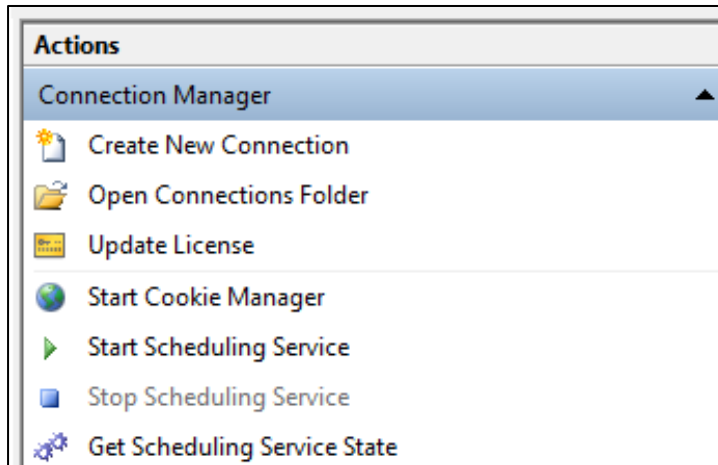 Actions
Connection Manager
Create New Connection
Open Connections Folder
Update License
Start Cookie Manager
Start Scheduling Service
Stop Scheduling Service
Get Scheduling Service State